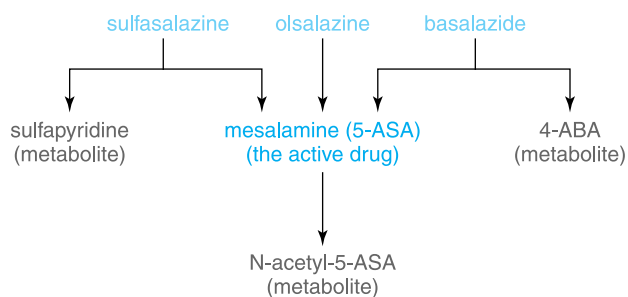 sulfasalazine olsalazine basalazide
sulfapyridine mesalamine (5-ASA) 4-ABA
(metabolite) (the active drug) (metabolite)
N-acetyl-5-ASA
(metabolite)